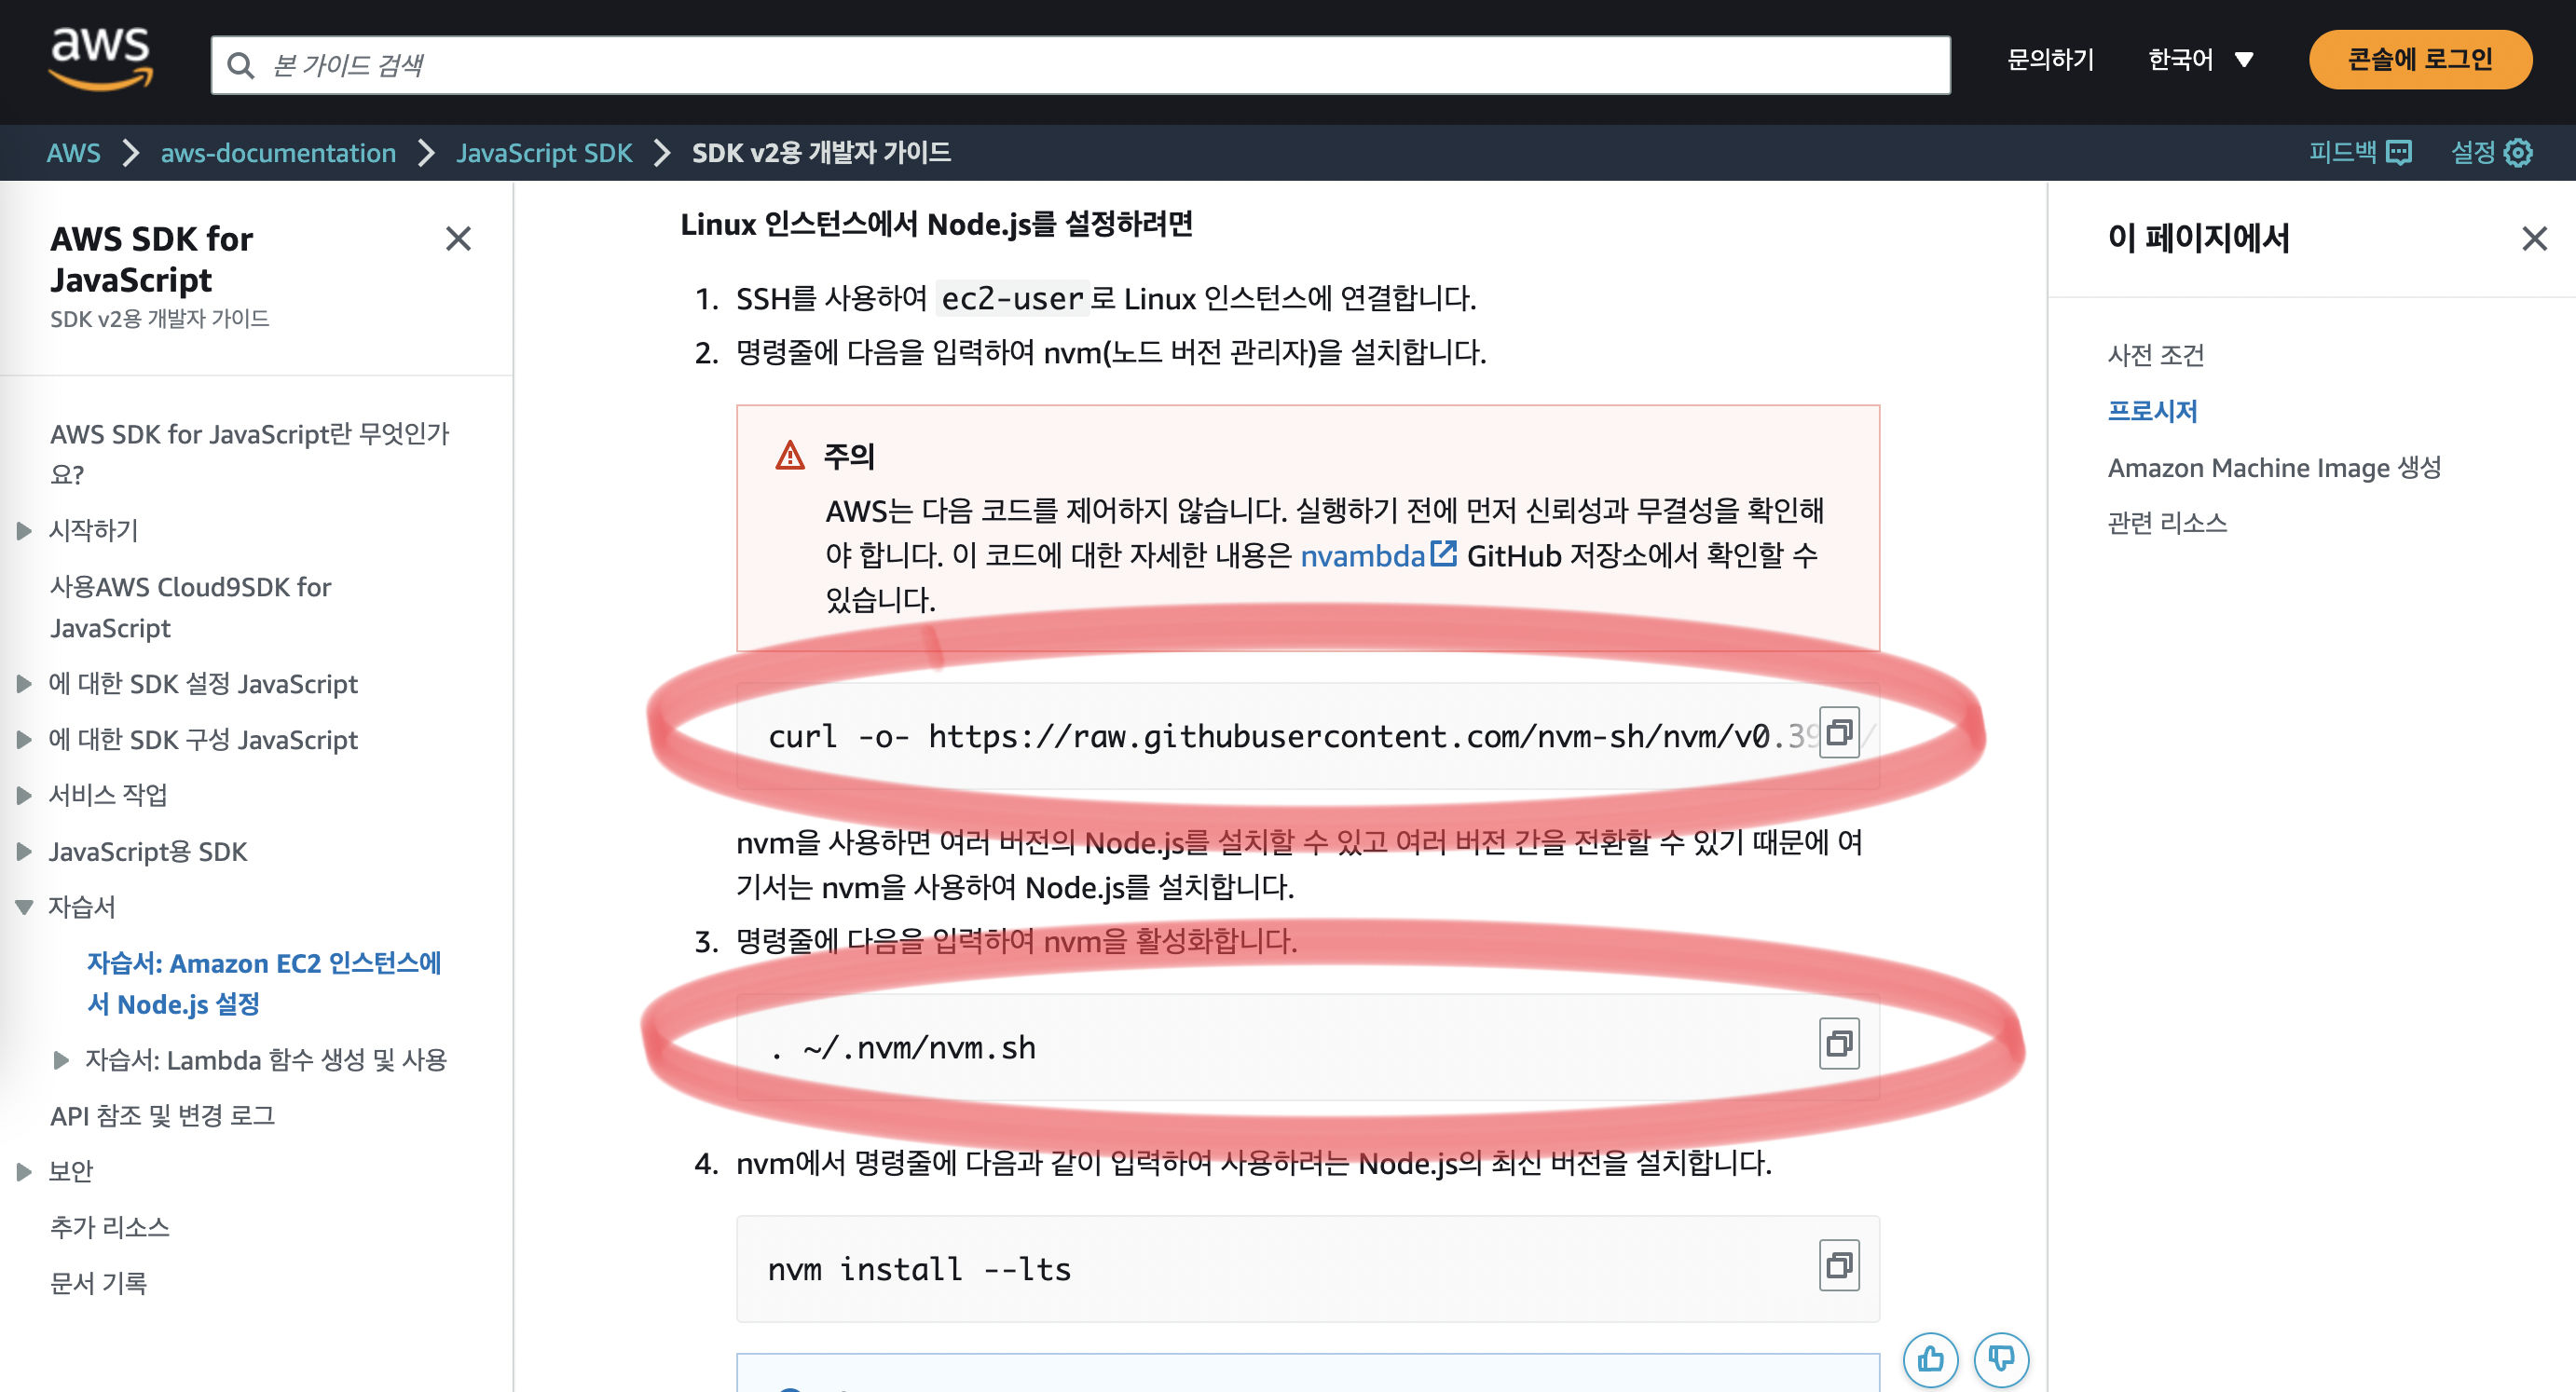 aws
본 가이드 검색
문의하기
한국어
콘솔에 로그인
AWS
aws-documentation
JavaScript SDK
SDK v2용 개발자 가이드
피드백
설정
AWS SDK for
JavaScript
SDK v2용 개발자 가이드
AWS SDK for JavaScript란 무엇인가
요?
시작하기
사용AWS Cloud9SDK for
JavaScript
에 대한 SDK 설정 JavaScript
에 대한 SDK 구성 JavaScript
서비스 작업
JavaScript용 SDK
자습서
자습서: Amazon EC2 인스턴스에
서 Node.js 설정
자습서: Lambda 함수 생성 및 사용
API 참조 및 변경 로그
보안
추가 리소스
문서 기록
Linux 인스턴스에서 Node.js를 설정하려면
1. SSH를 사용하여 ec2-user로 Linux 인스턴스에 연결합니다.
2. 명령줄에 다음을 입력하여 nvm(노드 버전 관리자)을 설치합니다.
주의
AWS는 다음 코드를 제어하지 않습니다. 실행하기 전에 먼저 신뢰성과 무결성을 확인해
야 합니다. 이 코드에 대한 자세한 내용은 nvambda GitHub 저장소에서 확인할 수
있습니다.
curl -o- https://raw.githubusercontent.com/nvm-sh/nvm/v0.39
nvm을 사용하면 여러 버전의 Node.js를 설치할 수 있고 여러 버전 간을 전환할 수 있기 때문에 여
기서는 nvm을 사용하여 Node.js를 설치합니다.
3. 명령줄에 다음을 입력하여 nvm을 활성화합니다.
. ~/.nvm/nvm.sh
4. nvm에서 명령줄에 다음과 같이 입력하여 사용하려는 Node.js의 최신 버전을 설치합니다.
nvm install --lts
이 페이지에서
사전 조건
프로시저
Amazon Machine Image 생성
관련 리소스